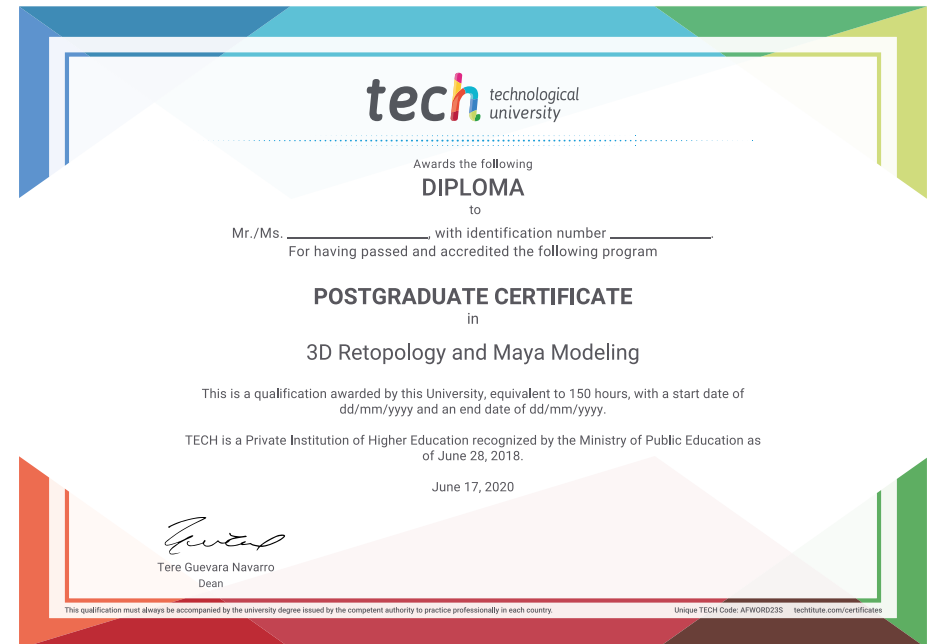 tech technological
university
Awards the following
DIPLOMA
to
Mr./Ms. ____________________, with identification number ______________.
For having passed and accredited the following program
POSTGRADUATE CERTIFICATE
in
3D Retopology and Maya Modeling
This is a qualification awarded by this University, equivalent to 150 hours, with a start date of
dd/mm/yyyy and an end date of dd/mm/yyyy.
TECH is a Private Institution of Higher Education recognized by the Ministry of Public Education as
of June 28, 2018.
June 17, 2020
Tere Guevara Navarro
Dean
This qualification must always be accompanied by the university degree issued by the competent authority to practice professionally in each country. Unique TECH Code: AFWORD23S techtitute.com/certificates